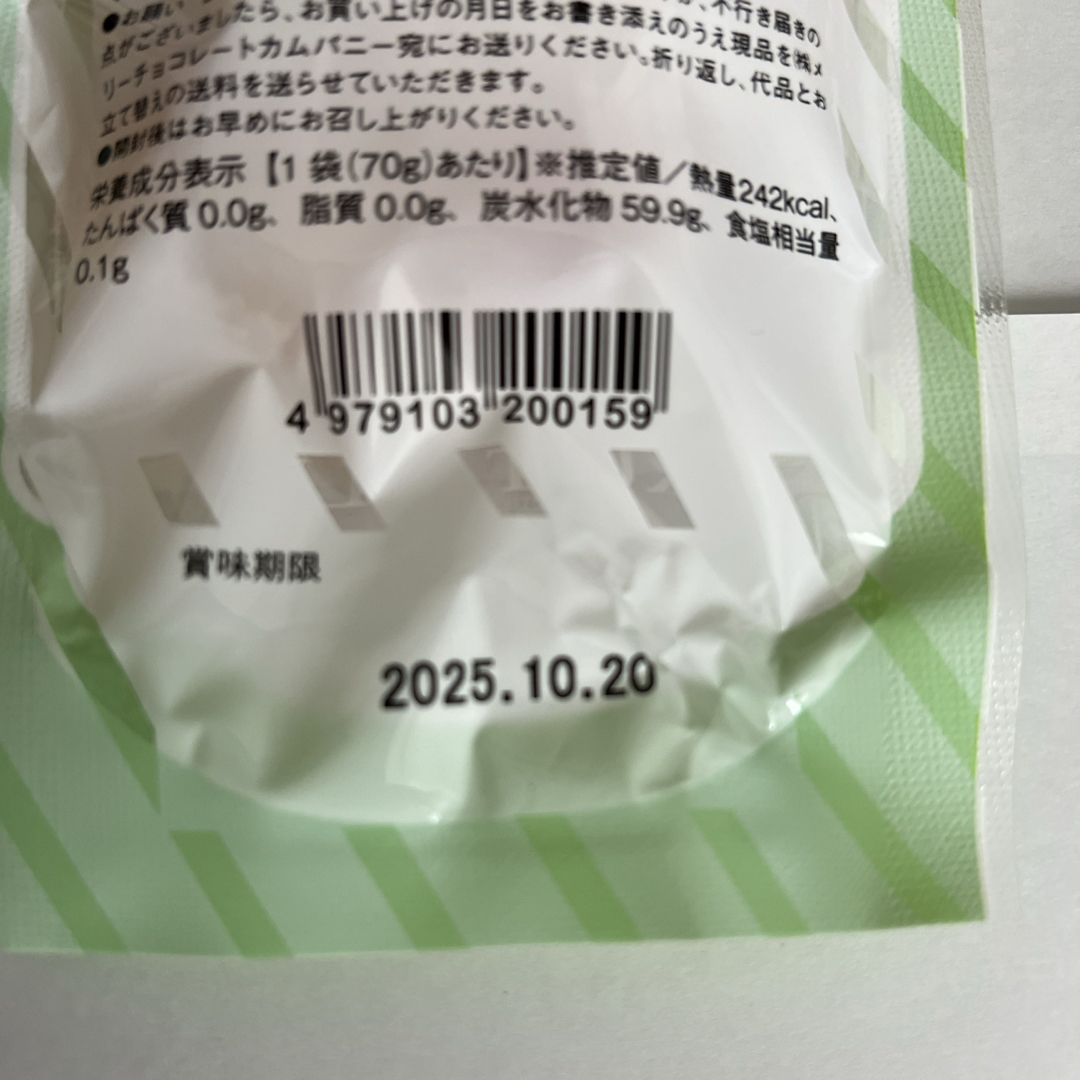 ●お願い
、不行き届きの
点がございましたら、お買い上げの月日をお書き添えのうえ現品を㈱メ
リーチョコレートカムパニー宛にお送りください。折り返し、代品とお
立て替えの送料を送らせていただきます。
●開封後はお早めにお召し上がりください。
栄養成分表示【1袋(70g)あたり】※推定値／熱量242kcal、
たんぱく質 0.0g、脂質 0.0g、炭水化物 59.9g、食塩相当量
0.1g
4 979103 200159
賞味期限
2025.10.20